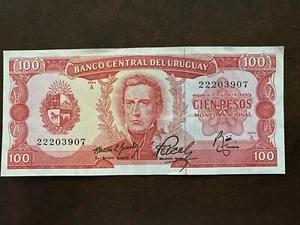 100 BANCO CENTRAL DEL URUGUAY 100
22203907
CIEN PESOS
MONEDA NACIONAL
22203907
100 100